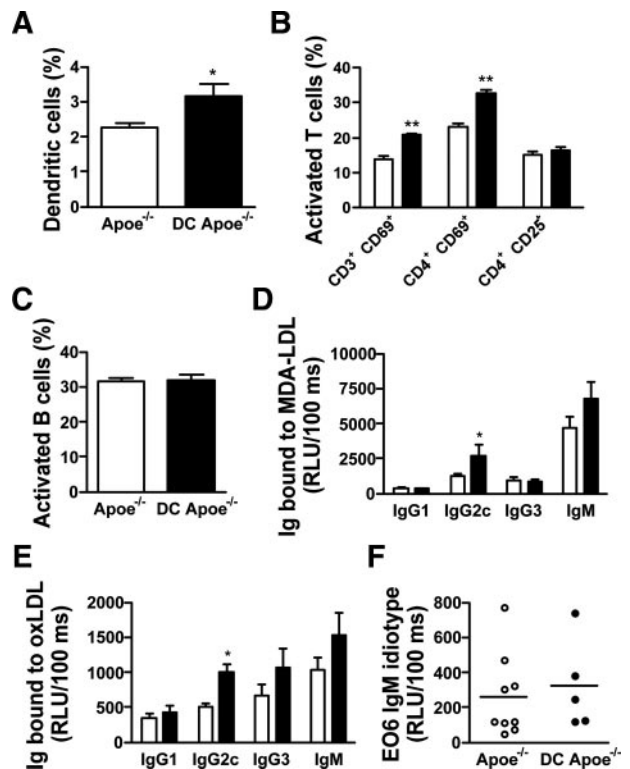 A
Dendritic cells (%)
4
3
2
1
0
*
Apoe-/-
DC Apoe-/-
B
Activated T cells (%)
40
30
20
10
0
**
**
CD3+ CD69+
CD4+ CD69+
CD4+ CD25+
C
Activated B cells (%)
40
30
20
10
0
Apoe-/-
DC Apoe-/-
D
Ig bound to MDA-LDL
(RLU/100 ms)
10000
7500
5000
2500
0
*
IgG1
IgG2c
IgG3
IgM
E
Ig bound to oxLDL
(RLU/100 ms)
2000
1500
1000
500
0
*
IgG1
IgG2c
IgG3
IgM
F
EO6 IgM idiotype
(RLU/100 ms)
800
600
400
200
0
Apoe-/-
DC Apoe-/-